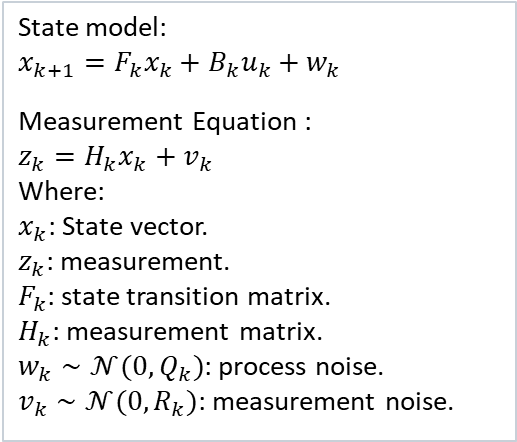 State model:
x_{k+1} = F_k x_k + B_k u_k + w_k
Measurement Equation :
z_k = H_k x_k + v_k
Where:
x_k: State vector.
z_k: measurement.
F_k: state transition matrix.
H_k: measurement matrix.
w_k ~ 𝒩(0, Q_k): process noise.
v_k ~ 𝒩(0, R_k): measurement noise.